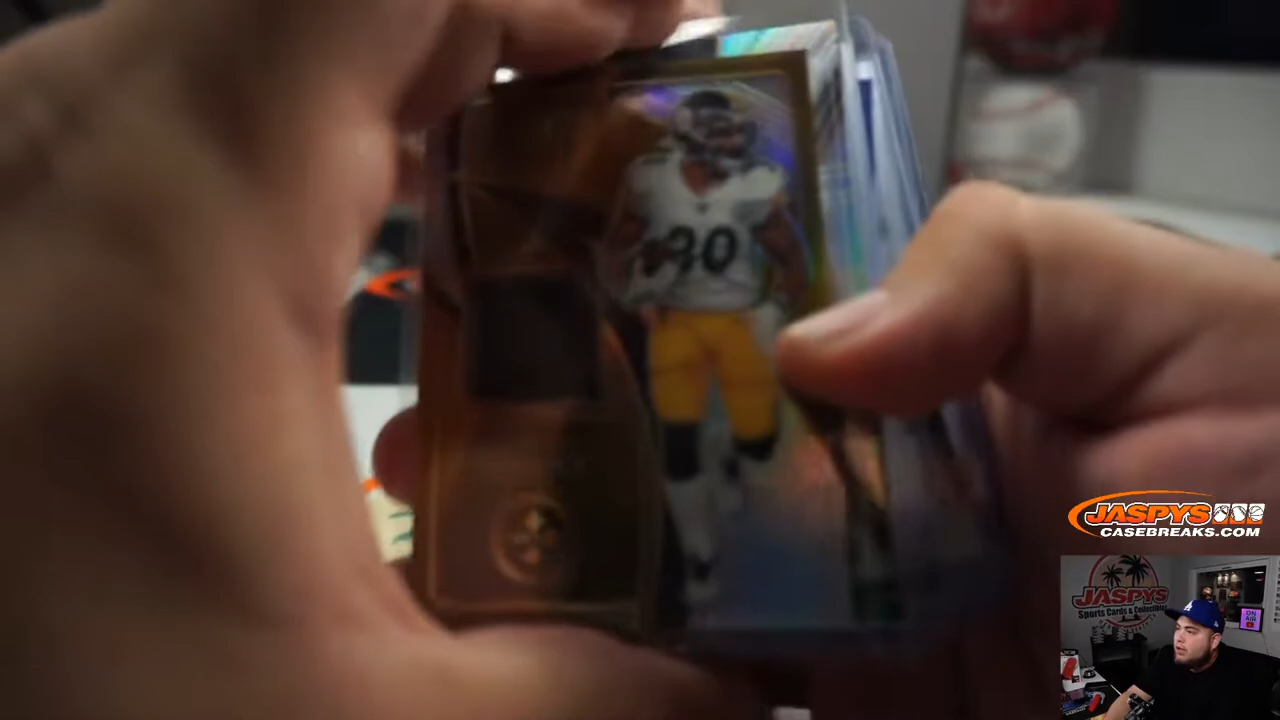 JASPYS
CASEBREAKS.COM
JASPYS
Sports Cards & Collectibles
ON
AIR